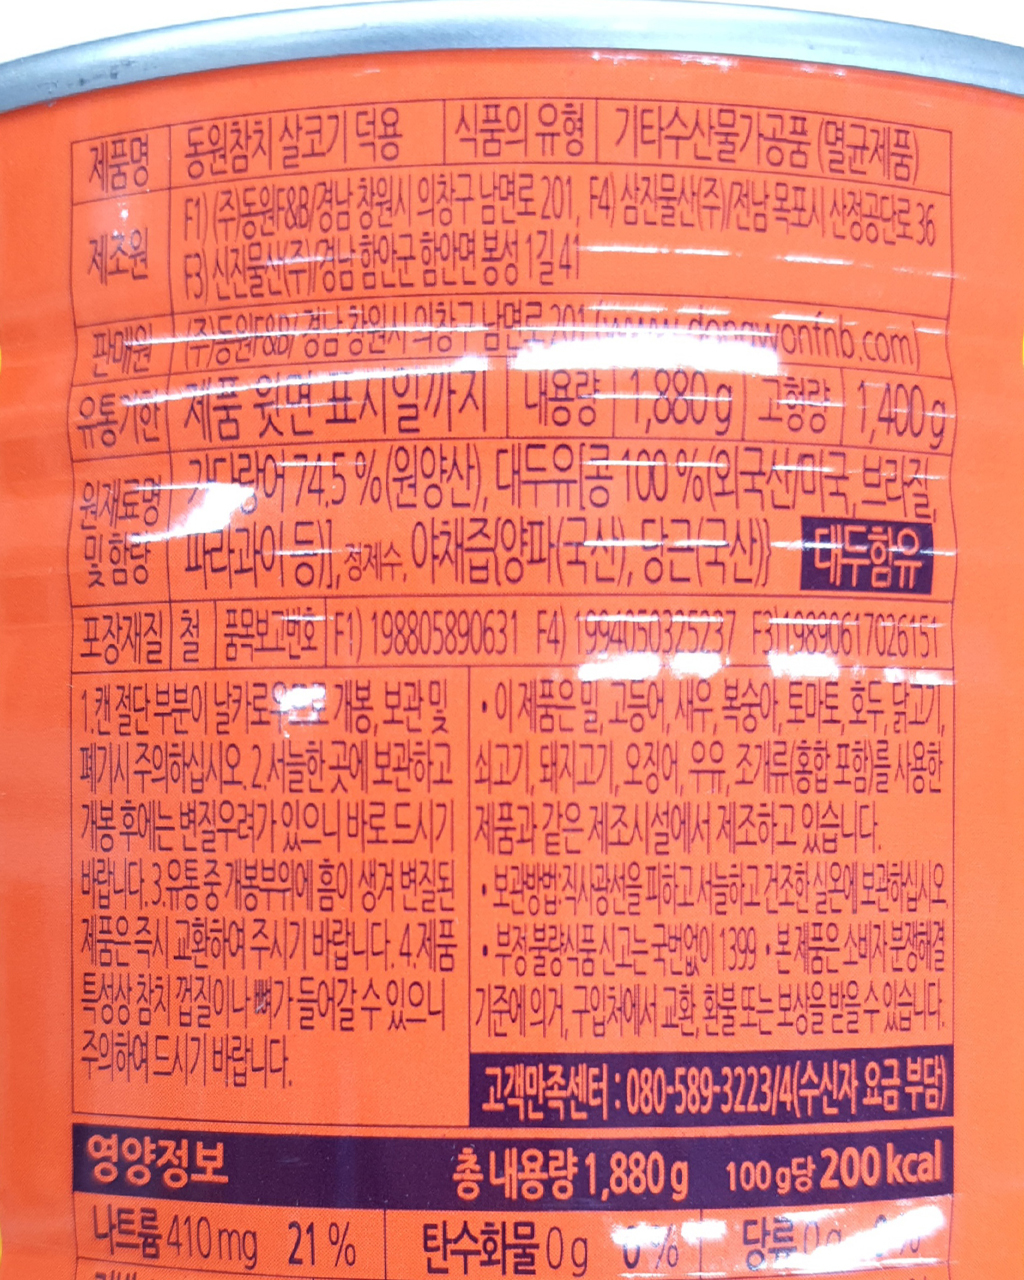 제품명 동원참치 살코기 덕용 식품의 유형 기타수산물가공품 (멸균제품)
제조원 F1) (주)동원F&B/경남 창원시 의창구 남면로 201, F4) 삼진물산(주)/전남 목포시 산정공단로 36
F3) 신진물산(주)/경남 함안군 함안면 봉성 1길 41
판매원 (주)동원F&B/ 경남 창원시 의창구 남면로 201 (www.dongwonfnb.com)
유통기한 제품 윗면 표시일까지 내용량 1,880 g 고형량 1,400 g
원재료명 가다랑어 74.5 % (원양산), 대두유[콩 100 % (외국산/미국, 브라질,
및 함량 파라과이 등)], 정제수, 야채즙{양파(국산), 당근(국산)} 대두함유
포장재질 철 품목보고번호 F1) 198805890631 F4) 1994050325237 F3) 19890617026151
1.캔 절단 부분이 날카로우므로 개봉, 보관 및
폐기시 주의하십시오. 2.서늘한 곳에 보관하고
개봉 후에는 변질우려가 있으니 바로 드시기
바랍니다. 3.유통 중 개봉부위에 흠이 생겨 변질된
제품은 즉시 교환하여 주시기 바랍니다. 4.제품
특성상 참치 껍질이나 뼈가 들어갈 수 있으니
주의하여 드시기 바랍니다.
• 이 제품은 밀, 고등어, 새우, 복숭아, 토마토, 호두, 닭고기,
쇠고기, 돼지고기, 오징어, 우유, 조개류(홍합 포함)를 사용한
제품과 같은 제조시설에서 제조하고 있습니다.
• 보관방법:직사광선을 피하고 서늘하고 건조한 실온에 보관하십시오
• 부정·불량식품 신고는 국번없이 1399 • 본 제품은 소비자분쟁해결
기준에 의거, 구입처에서 교환, 환불 또는 보상을 받을 수 있습니다.
고객만족센터 : 080-589-3223/4(수신자 요금 부담)
영양정보 총 내용량 1,880 g 100 g당 200 kcal
나트륨 410 mg 21 % 탄수화물 0 g 0 % 당류 0 g